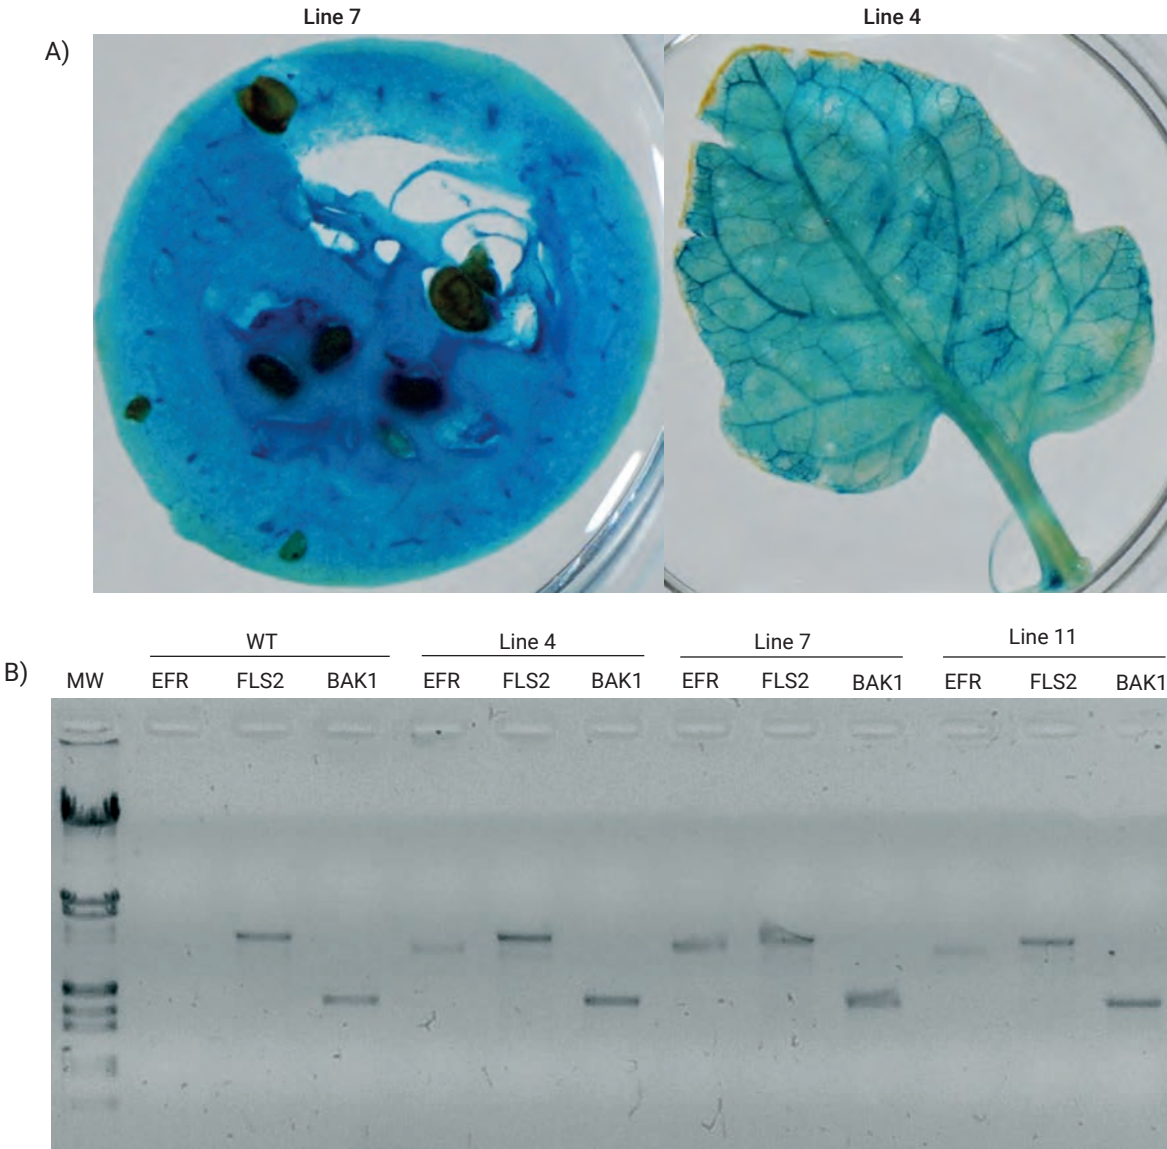 Line 7 Line 4
A)
WT Line 4 Line 7 Line 11
B) MW EFR FLS2 BAK1 EFR FLS2 BAK1 EFR FLS2 BAK1 EFR FLS2 BAK1